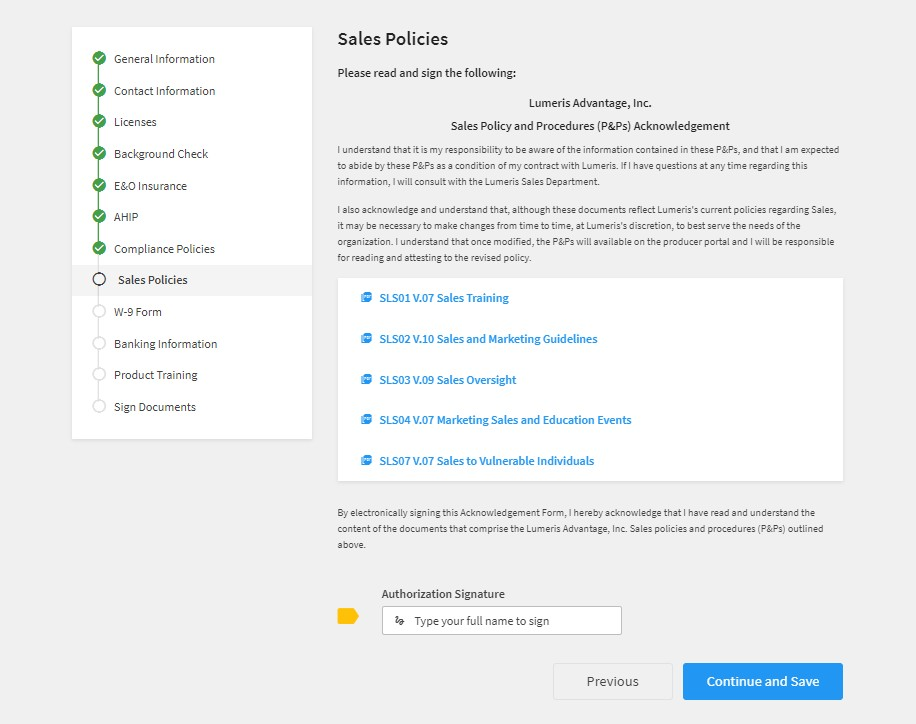 General Information
Contact Information
Licenses
Background Check
E&O Insurance
AHIP
Compliance Policies
Sales Policies
W-9 Form
Banking Information
Product Training
Sign Documents
Sales Policies
Please read and sign the following:
Lumeris Advantage, Inc.
Sales Policy and Procedures (P&Ps) Acknowledgement
I understand that it is my responsibility to be aware of the information contained in these P&Ps, and that I am expected
to abide by these P&Ps as a condition of my contract with Lumeris. If I have questions at any time regarding this
information, I will consult with the Lumeris Sales Department.
I also acknowledge and understand that, although these documents reflect Lumeris's current policies regarding Sales,
it may be necessary to make changes from time to time, at Lumeris's discretion, to best serve the needs of the
organization. I understand that once modified, the P&Ps will available on the producer portal and I will be responsible
for reading and attesting to the revised policy.
SLS01 V.07 Sales Training
SLS02 V.10 Sales and Marketing Guidelines
SLS03 V.09 Sales Oversight
SLS04 V.07 Marketing Sales and Education Events
SLS07 V.07 Sales to Vulnerable Individuals
By electronically signing this Acknowledgement Form, I hereby acknowledge that I have read and understand the
content of the documents that comprise the Lumeris Advantage, Inc. Sales policies and procedures (P&Ps) outlined
above.
Authorization Signature
Type your full name to sign
Previous
Continue and Save